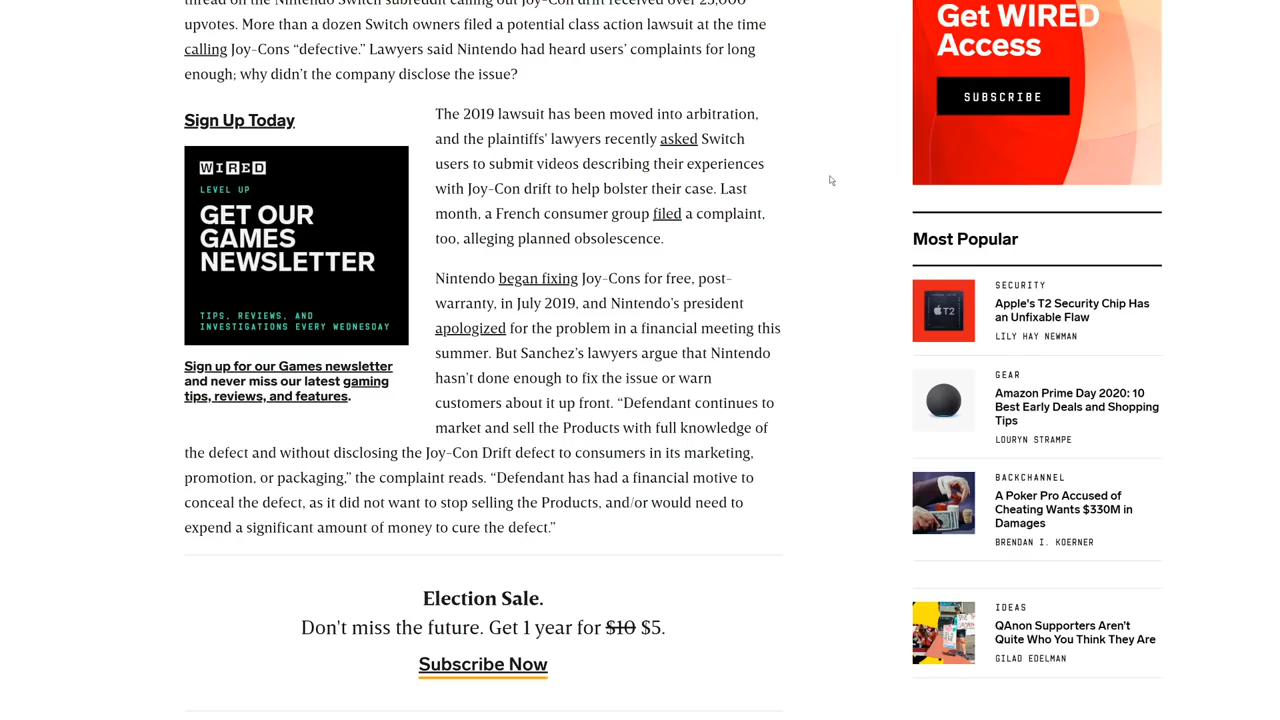 thread on the Nintendo Switch subreddit calling out Joy-Con drift received over 25,000
upvotes. More than a dozen Switch owners filed a potential class action lawsuit at the time
calling Joy-Cons “defective.” Lawyers said Nintendo had heard users’ complaints for long
enough; why didn’t the company disclose the issue?
Sign Up Today
WIRED
LEVEL UP
GET OUR
GAMES
NEWSLETTER
TIPS, REVIEWS, AND
INVESTIGATIONS EVERY WEDNESDAY
Sign up for our Games newsletter
and never miss our latest gaming
tips, reviews, and features.
The 2019 lawsuit has been moved into arbitration,
and the plaintiffs’ lawyers recently asked Switch
users to submit videos describing their experiences
with Joy-Con drift to help bolster their case. Last
month, a French consumer group filed a complaint,
too, alleging planned obsolescence.
Nintendo began fixing Joy-Cons for free, post-
warranty, in July 2019, and Nintendo’s president
apologized for the problem in a financial meeting this
summer. But Sanchez’s lawyers argue that Nintendo
hasn’t done enough to fix the issue or warn
customers about it up front. “Defendant continues to
market and sell the Products with full knowledge of
the defect and without disclosing the Joy-Con Drift defect to consumers in its marketing,
promotion, or packaging,” the complaint reads. “Defendant has had a financial motive to
conceal the defect, as it did not want to stop selling the Products, and/or would need to
expend a significant amount of money to cure the defect.”
Election Sale.
Don't miss the future. Get 1 year for $10 $5.
Subscribe Now
Get WIRED
Access
SUBSCRIBE
Most Popular
T2
SECURITY
Apple's T2 Security Chip Has
an Unfixable Flaw
LILY HAY NEWMAN
GEAR
Amazon Prime Day 2020: 10
Best Early Deals and Shopping
Tips
LOURYN STRAMPE
BACKCHANNEL
A Poker Pro Accused of
Cheating Wants $330M in
Damages
BRENDAN I. KOERNER
IDEAS
QAnon Supporters Aren't
Quite Who You Think They Are
GILAD EDELMAN